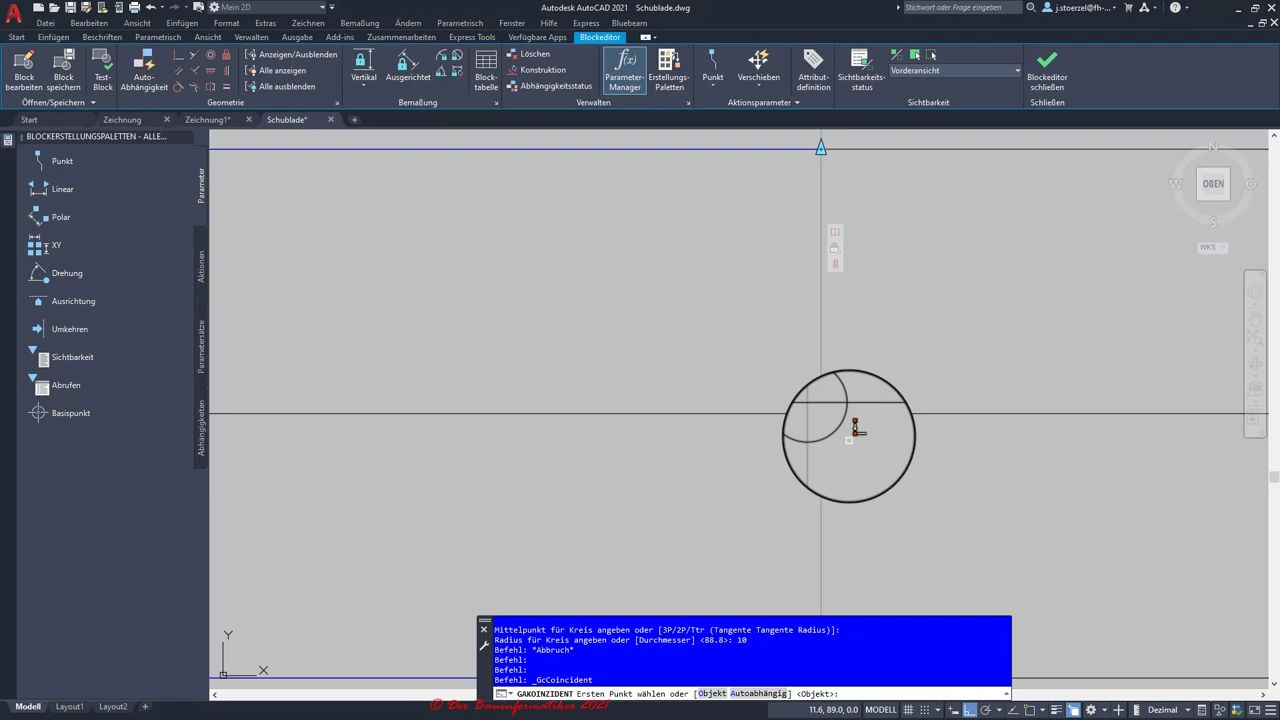 Mein 2D
Autodesk AutoCAD 2021 Schublade.dwg
Stichwort oder Frage eingeben
j.stoerzel@fh-...
Datei Bearbeiten Ansicht Einfügen Format Extras Zeichnen Bemaßung Ändern Parametrisch Fenster Hilfe Express Bluebeam
Start Einfügen Beschriften Parametrisch Ansicht Verwalten Ausgabe Add-ins Zusammenarbeiten Express Tools Verfügbare Apps Blockeditor
Block bearbeiten
Block speichern
Test-Block
Öffnen/Speichern
Auto-Abhängigkeit
Anzeigen/Ausblenden
Alle anzeigen
Alle ausblenden
Geometrie
Vertikal
Ausgerichtet
Block-tabelle
Bemaßung
Löschen
Konstruktion
Abhängigkeitsstatus
Parameter-Manager
Erstellungs-Paletten
Verwalten
Punkt
Verschieben
Attribut-definition
Aktionsparameter
Sichtbarkeits-status
Vorderansicht
Sichtbarkeit
Blockeditor schließen
Schließen
Start Zeichnung Zeichnung1* Schublade*
BLOCKERSTELLUNGSPALETTEN - ALLE...
Punkt
Linear
Polar
XY
Drehung
Ausrichtung
Umkehren
Sichtbarkeit
Abrufen
Basispunkt
Parameter
Aktionen
Parametersätze
Abhängigkeiten
N
W OBEN O
S
WKS
Y
X
Mittelpunkt für Kreis angeben oder [3P/2P/Ttr (Tangente Tangente Radius)]:
Radius für Kreis angeben oder [Durchmesser] <88.8>: 10
Befehl: *Abbruch*
Befehl:
Befehl:
Befehl: _GcCoincident
GAKOINZIDENT Ersten Punkt wählen oder [Objekt Autoabhängig] <Objekt>:
© Der Bauinformatiker 2021
Modell Layout1 Layout2
11.6, 89.0, 0.0 MODELL
Dezimal